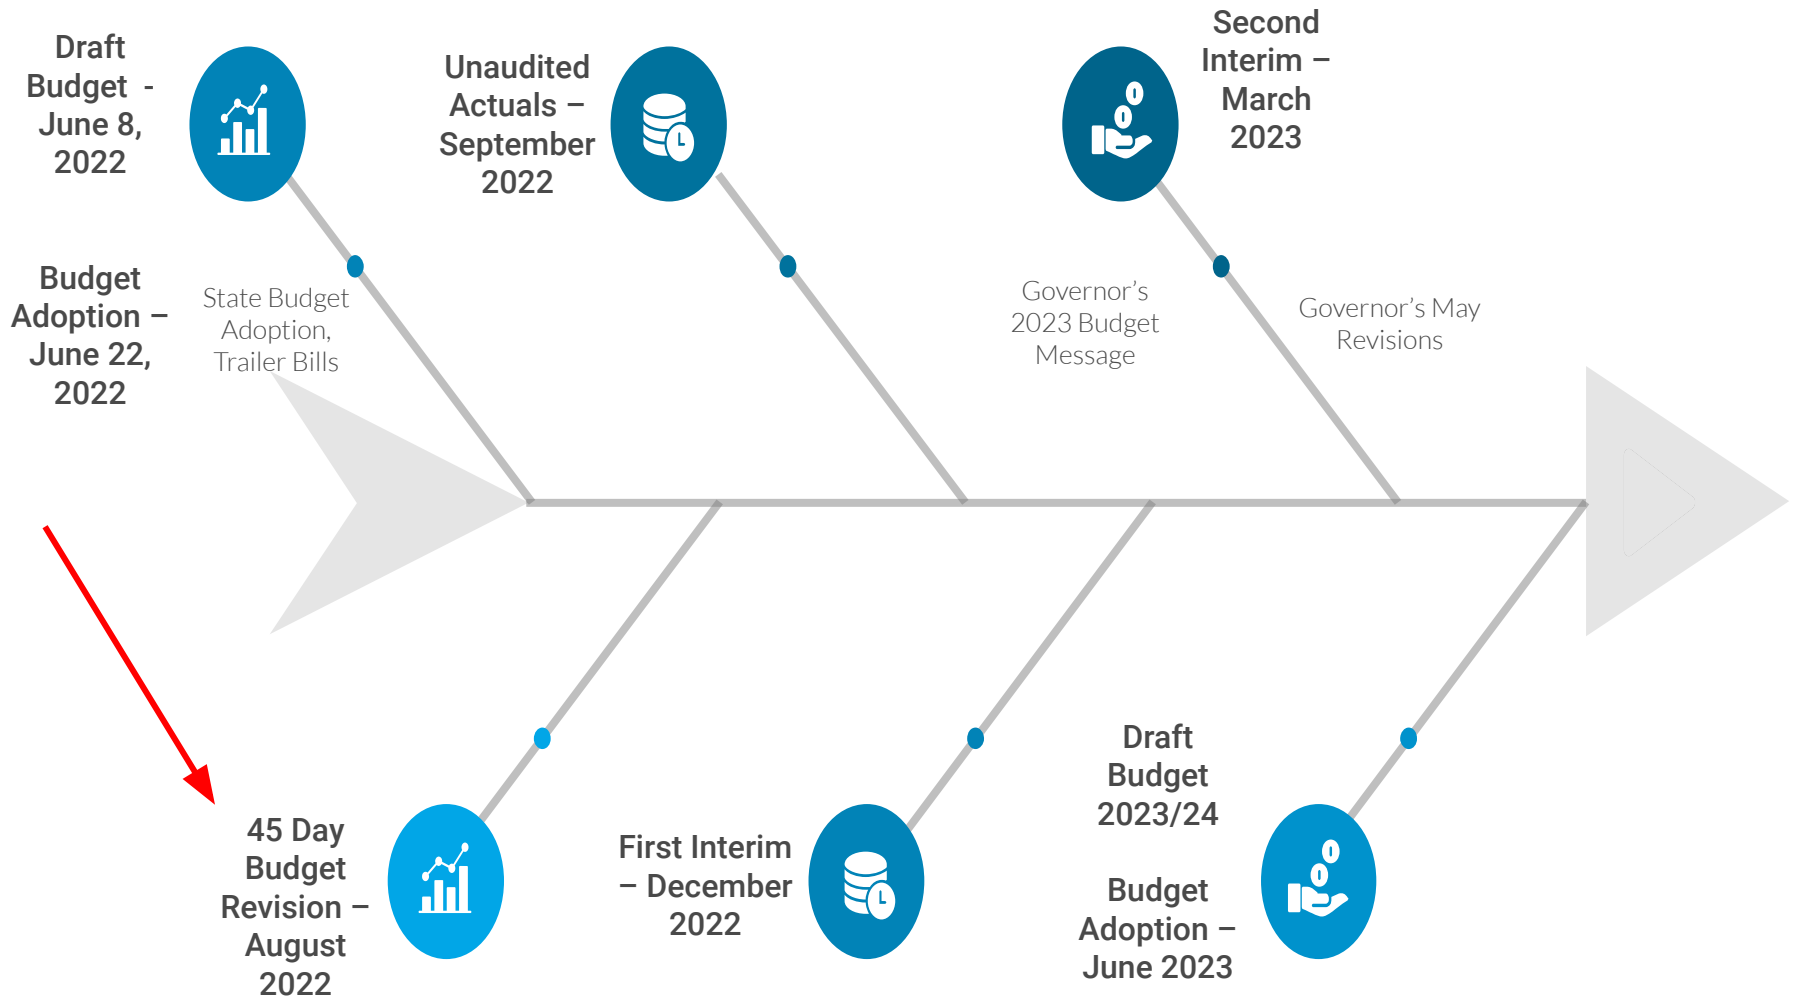 Draft
Budget -
June 8,
2022
Budget
Adoption –
June 22,
2022
State Budget
Adoption,
Trailer Bills
Unaudited
Actuals –
September
2022
Second
Interim –
March
2023
Governor’s
2023 Budget
Message
Governor’s May
Revisions
45 Day
Budget
Revision –
August
2022
First Interim
– December
2022
Draft
Budget
2023/24
Budget
Adoption –
June 2023